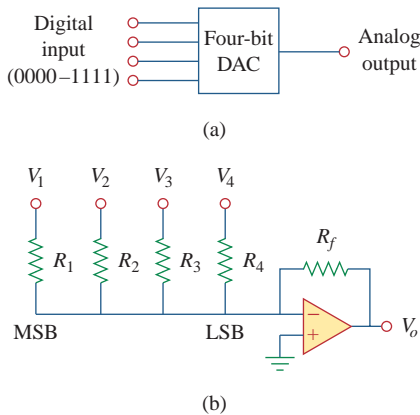 Digital
input
(0000–1111)
Four-bit
DAC
Analog
output
(a)
V1 V2 V3 V4
R1 R2 R3 R4 Rf
MSB LSB
−
+
Vo
(b)